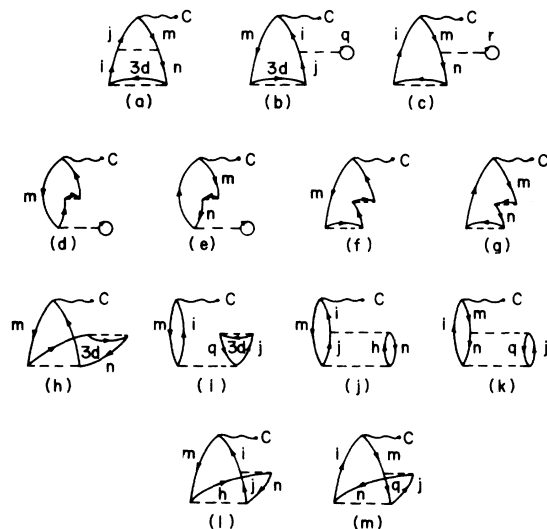 C C C
j m m i q i m r
i 3d n 3d j n
(a) (b) (c)
C C C C
m m
n m n
(d) (e) (f) (g)
C C C C
m m i m i i m
3d n q 3d j j h n n q j
(h) (i) (j) (k)
C C
m i i m
h j n n q j
(l) (m)